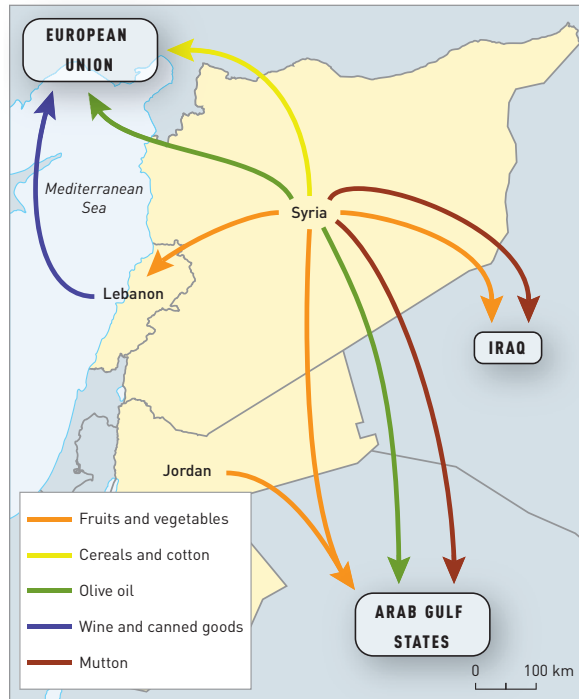 EUROPEAN
UNION
Mediterranean
Sea
Syria
Lebanon
IRAQ
Jordan
Fruits and vegetables
Cereals and cotton
Olive oil
Wine and canned goods
Mutton
ARAB GULF
STATES
0 100 km